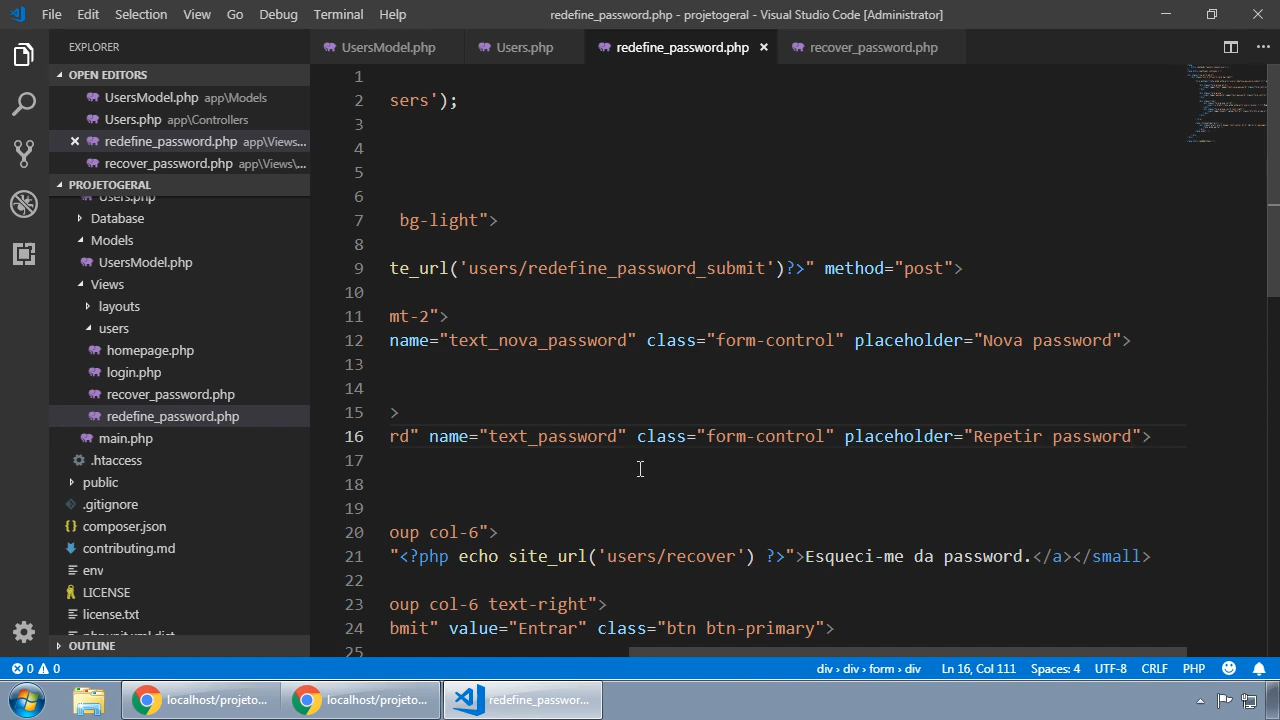 File Edit Selection View Go Debug Terminal Help redefine_password.php - projetogeral - Visual Studio Code [Administrator]
EXPLORER
UsersModel.php Users.php redefine_password.php × recover_password.php ···
OPEN EDITORS
UsersModel.php app\Models
Users.php app\Controllers
× redefine_password.php app\Views...
recover_password.php app\Views\...
PROJETOGERAL
Users.php
Database
Models
UsersModel.php
Views
layouts
users
homepage.php
login.php
recover_password.php
redefine_password.php
main.php
.htaccess
public
.gitignore
composer.json
contributing.md
env
LICENSE
license.txt
phpunit.xml.dist
OUTLINE
1
2 sers');
3
4
5
6
7 bg-light">
8
9 te_url('users/redefine_password_submit')?>" method="post">
10
11 mt-2">
12 name="text_nova_password" class="form-control" placeholder="Nova password">
13
14
15 >
16 rd" name="text_password" class="form-control" placeholder="Repetir password">
17
18
19
20 oup col-6">
21 "<?php echo site_url('users/recover') ?>">Esqueci-me da password.</a></small>
22
23 oup col-6 text-right">
24 bmit" value="Entrar" class="btn btn-primary">
25
0 0 div › div › form › div Ln 16, Col 111 Spaces: 4 UTF-8 CRLF PHP
localhost/projeto... localhost/projeto... redefine_passwor...